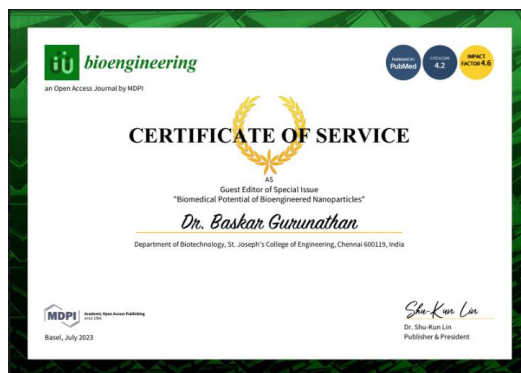 bioengineering
an Open Access Journal by MDPI
Indexed in
PubMed
CITESCORE
4.2
IMPACT
FACTOR 4.6
CERTIFICATE OF SERVICE
AS
Guest Editor of Special Issue
"Biomedical Potential of Bioengineered Nanoparticles"
Dr. Baskar Gurunathan
Department of Biotechnology, St. Joseph's College of Engineering, Chennai 600119, India
MDPI
Academic Open Access Publishing
since 1996
Basel, July 2023
Shu-Kun Lin
Dr. Shu-Kun Lin
Publisher & President